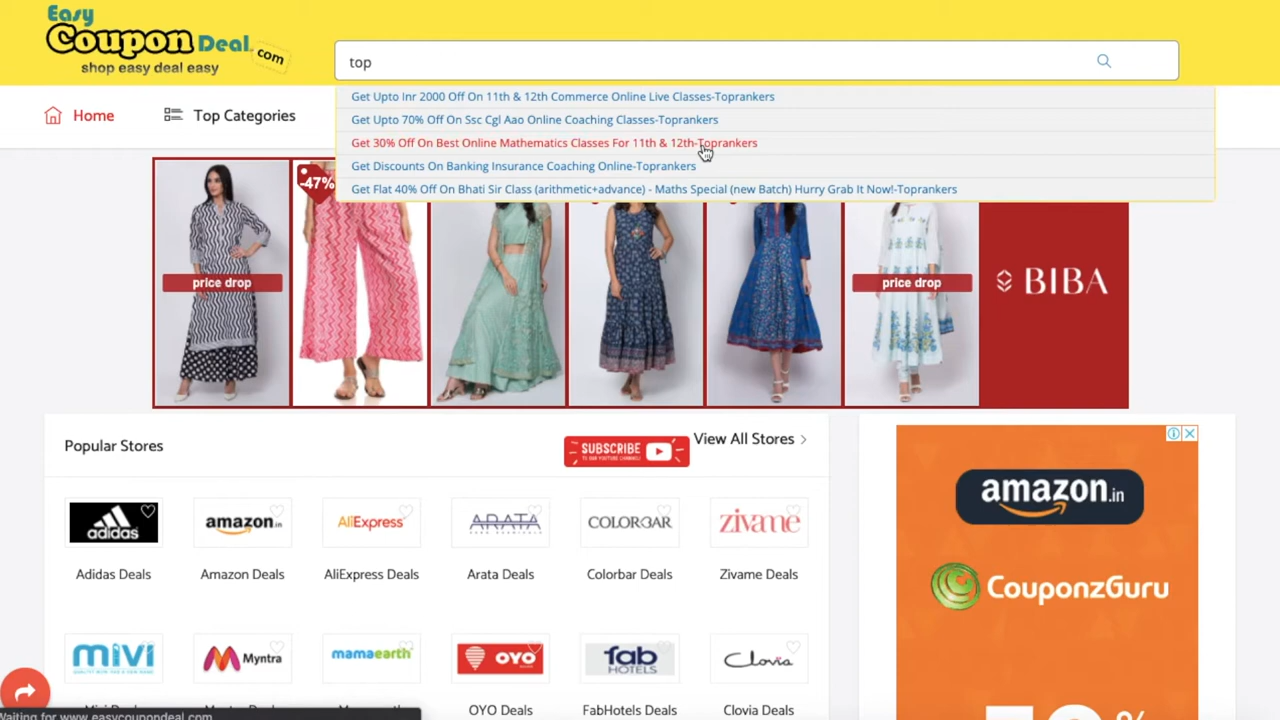 Easy
Coupon Deal .com
shop easy deal easy
top
Get Upto Inr 2000 Off On 11th & 12th Commerce Online Live Classes-Toprankers
Get Upto 70% Off On Ssc Cgl Aao Online Coaching Classes-Toprankers
Get 30% Off On Best Online Mathematics Classes For 11th & 12th-Toprankers
Get Discounts On Banking Insurance Coaching Online-Toprankers
Get Flat 40% Off On Bhati Sir Class (arithmetic+advance) - Maths Special (new Batch) Hurry Grab It Now!-Toprankers
Home
Top Categories
-47%
price drop
price drop
BIBA
Popular Stores
SUBSCRIBE
TO OUR YOUTUBE CHANNEL
View All Stores
adidas
amazon.in
AliExpress
ARATA
COLORBAR
zivame
Adidas Deals
Amazon Deals
AliExpress Deals
Arata Deals
Colorbar Deals
Zivame Deals
mivi
Myntra
mamaearth
OYO
fab HOTELS
Clovia
OYO Deals
FabHotels Deals
Clovia Deals
amazon.in
CouponzGuru
Waiting for www.easycoupondeal.com